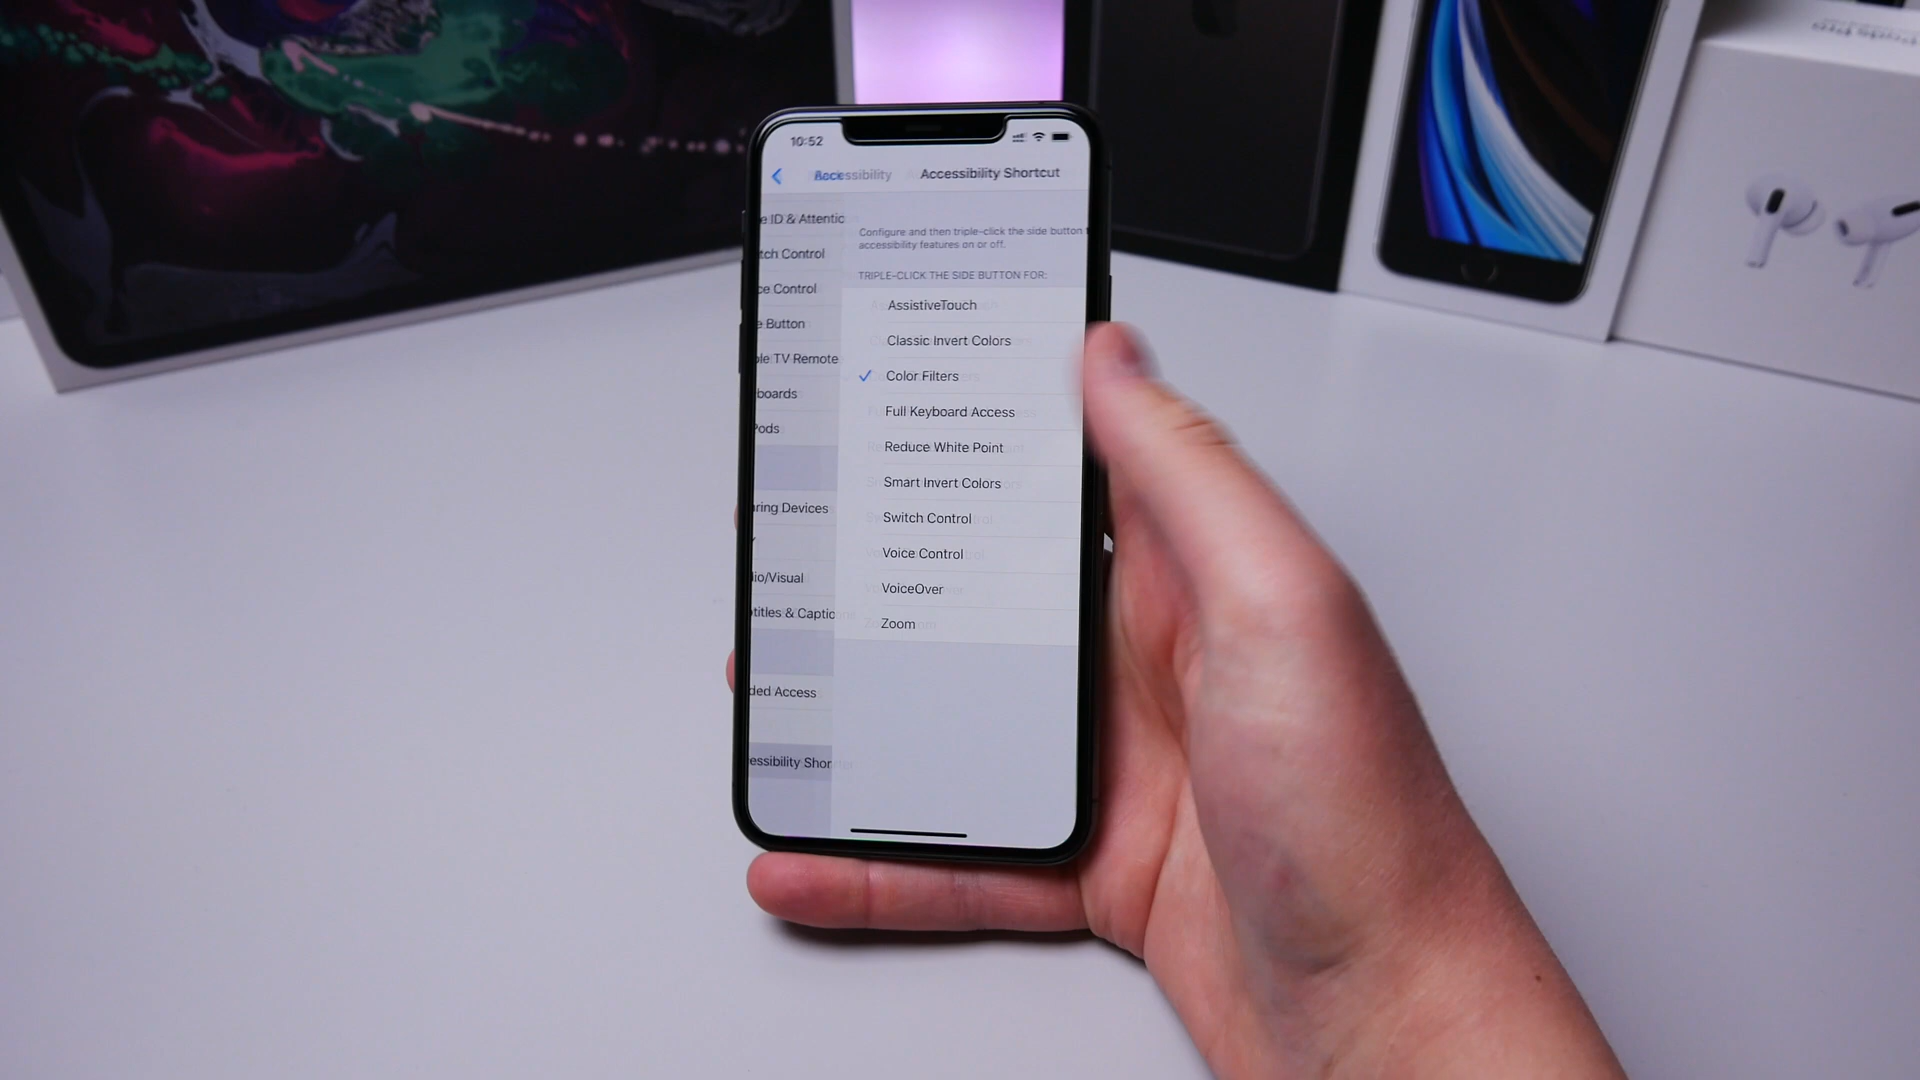 10:52
Accessibility Accessibility Shortcut
e ID & Attentio
tch Control
ce Control
e Button
ple TV Remote
boards
Pods
ring Devices
io/Visual
titles & Captio
ded Access
essibility Shor
Configure and then triple-click the side button t
accessibility features on or off.
TRIPLE-CLICK THE SIDE BUTTON FOR:
AssistiveTouch
Classic Invert Colors
Color Filters
Full Keyboard Access
Reduce White Point
Smart Invert Colors
Switch Control
Voice Control
VoiceOver
Zoom